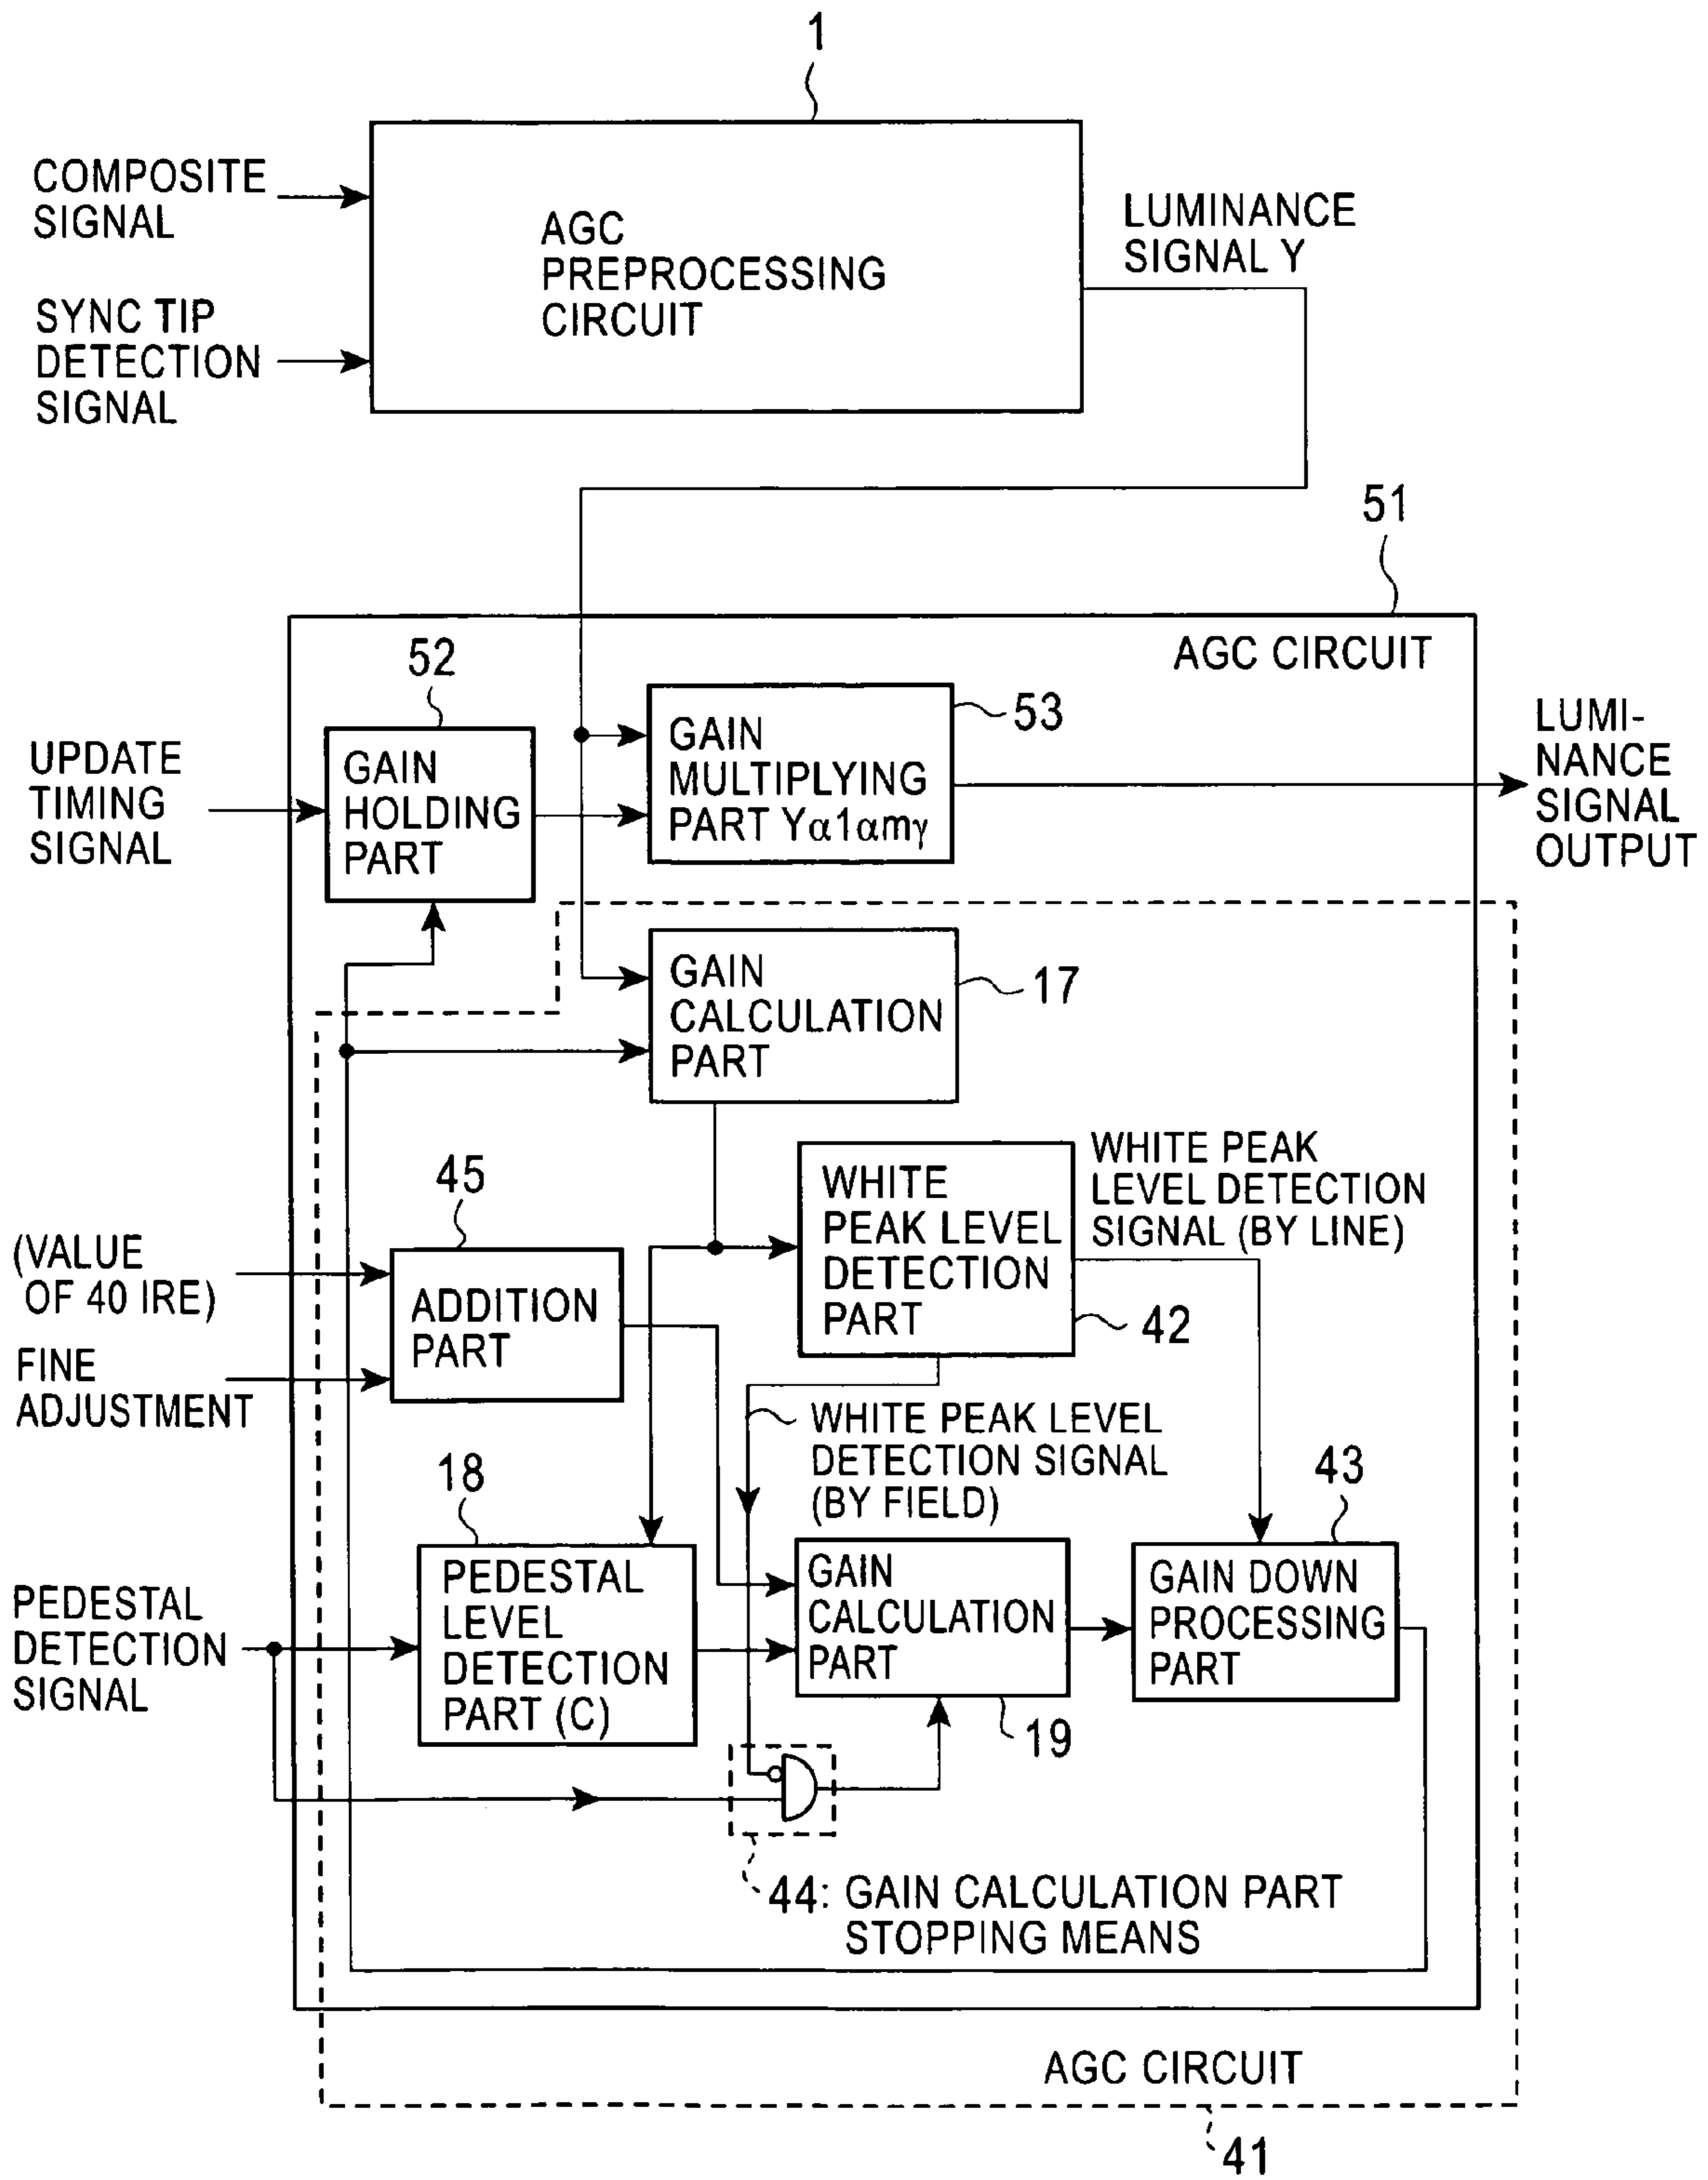 1
COMPOSITE
SIGNAL
AGC
PREPROCESSING
CIRCUIT
LUMINANCE
SIGNAL Y
SYNC TIP
DETECTION
SIGNAL
51
AGC CIRCUIT
52
53
UPDATE
TIMING
SIGNAL
GAIN
HOLDING
PART
GAIN
MULTIPLYING
PART Yα1αmγ
LUMI-
NANCE
SIGNAL
OUTPUT
GAIN
CALCULATION
PART
17
45
(VALUE
OF 40 IRE)
FINE
ADJUSTMENT
ADDITION
PART
WHITE
PEAK LEVEL
DETECTION
PART
42
WHITE PEAK
LEVEL DETECTION
SIGNAL (BY LINE)
WHITE PEAK LEVEL
DETECTION SIGNAL
(BY FIELD)
18
43
PEDESTAL
DETECTION
SIGNAL
PEDESTAL
LEVEL
DETECTION
PART (C)
GAIN
CALCULATION
PART
19
GAIN DOWN
PROCESSING
PART
44: GAIN CALCULATION PART
STOPPING MEANS
AGC CIRCUIT
41